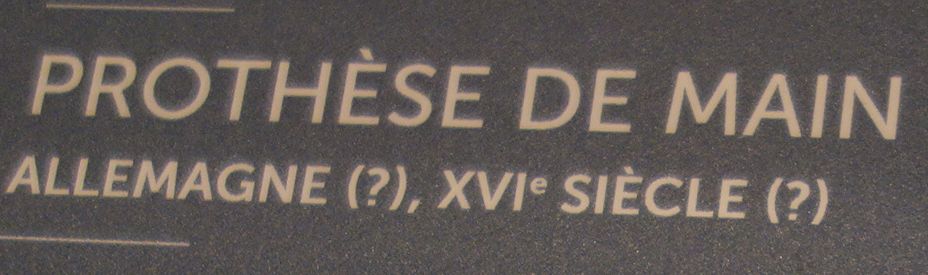 PROTHÈSE DE MAIN
ALLEMAGNE (?), XVIᵉ SIÈCLE (?)